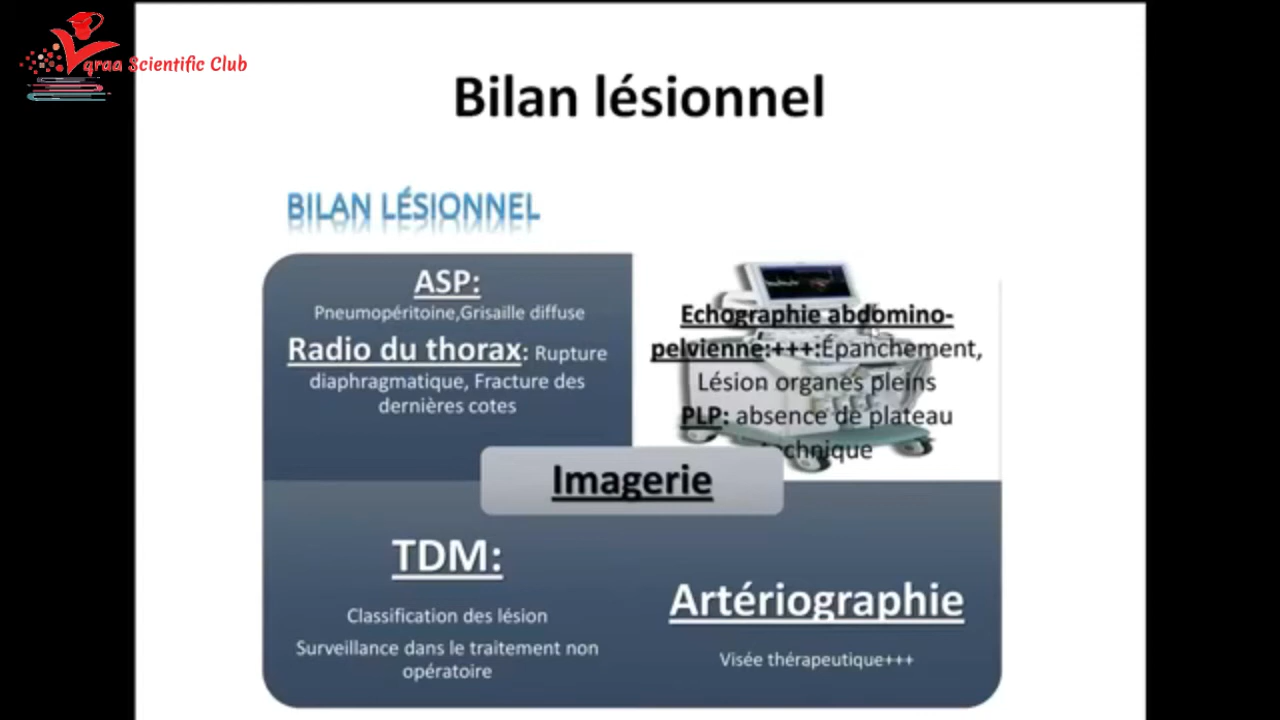 qraa Scientific Club
Bilan lésionnel
BILAN LÉSIONNEL
ASP:
Pneumopéritoine,Grisaille diffuse
Radio du thorax: Rupture
diaphragmatique, Fracture des
dernières cotes
Echographie abdomino-
pelvienne:+++:Épanchement,
Lésion organes pleins
PLP: absence de plateau
technique
Imagerie
TDM:
Classification des lésion
Surveillance dans le traitement non
opératoire
Artériographie
Visée thérapeutique+++